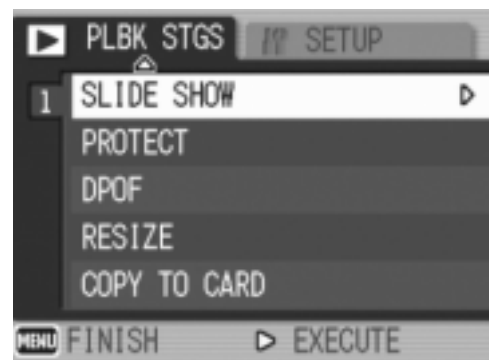 PLBK STGS SETUP
1 SLIDE SHOW
PROTECT
DPOF
RESIZE
COPY TO CARD
MENU FINISH EXECUTE